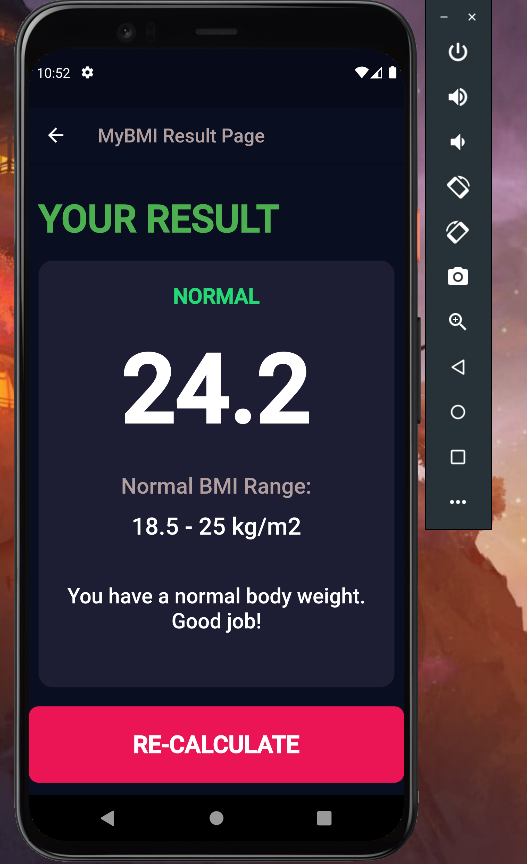 10:52
MyBMI Result Page
YOUR RESULT
NORMAL
24.2
Normal BMI Range:
18.5 - 25 kg/m2
You have a normal body weight.
Good job!
RE-CALCULATE